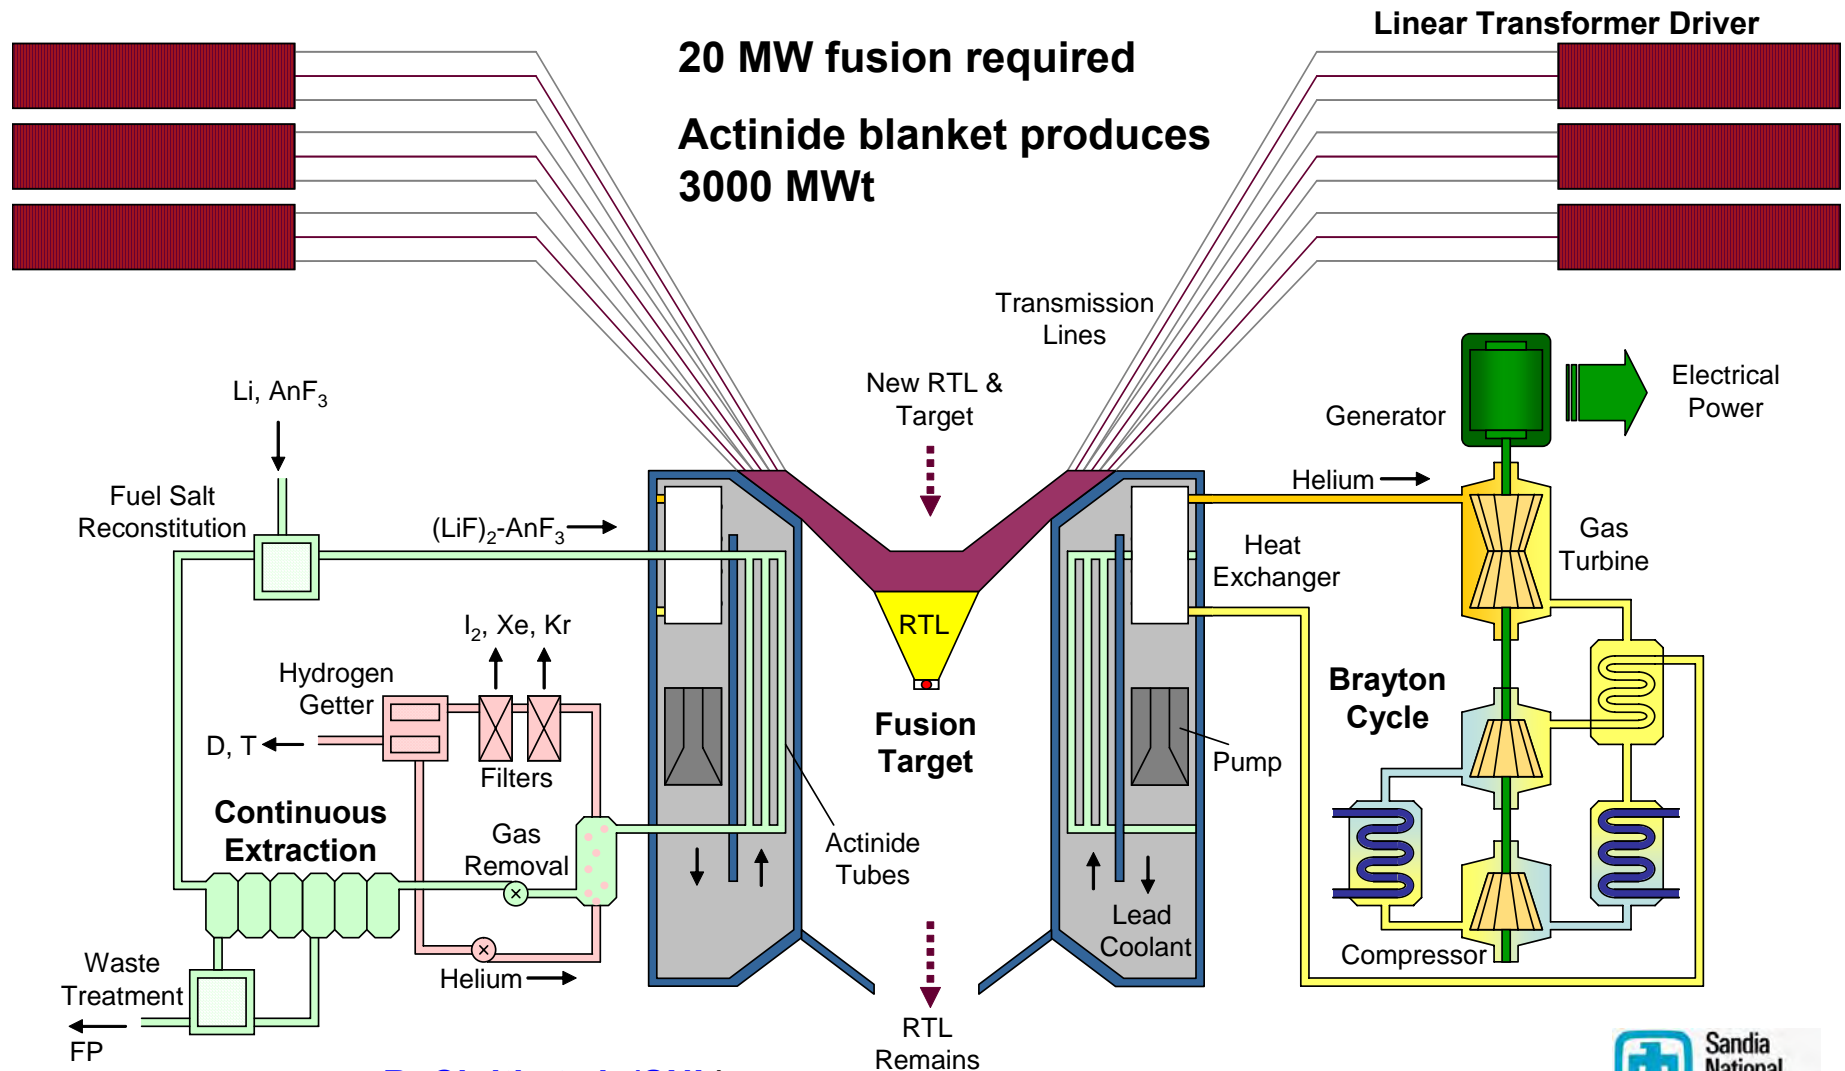 Linear Transformer Driver
20 MW fusion required
Actinide blanket produces
3000 MWt
Transmission
Lines
New RTL &
Target
Li, AnF3
Fuel Salt
Reconstitution
(LiF)2-AnF3
Generator
Electrical
Power
Helium
Gas
Turbine
Heat
Exchanger
RTL
I2, Xe, Kr
Hydrogen
Getter
D, T
Filters
Fusion
Target
Brayton
Cycle
Pump
Continuous
Extraction
Gas
Removal
Actinide
Tubes
Lead
Coolant
Compressor
Waste
Treatment
Helium
FP
RTL
Remains
Sandia
National